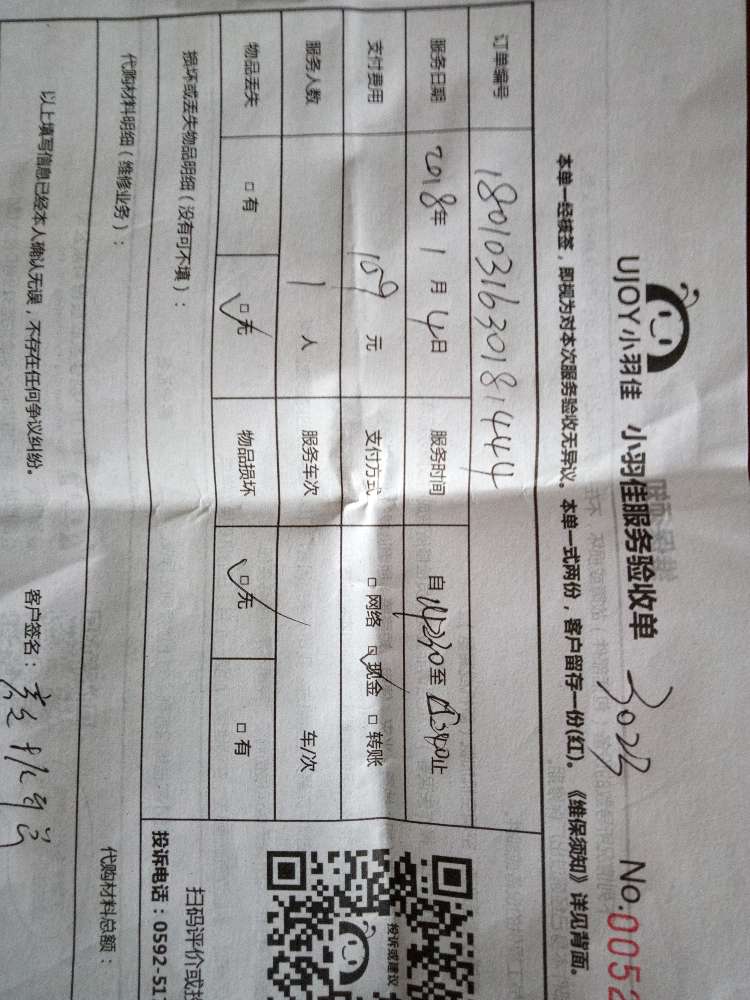 UJOY小羽佳 小羽佳服务验收单 3023 No.0052
本单一经核签，即视为对本次服务验收无异议。本单一式两份，客户留存一份(红)。《维保须知》详见背面。
订单编号 1801031630181444
服务日期 2018年1月4日 服务时间 自14:30至15:30止
支付费用 109元 支付方式 □网络 □现金 □转账
服务人数 1人 服务车次 车/次
物品丢失 □有 □无 物品损坏 □无 □有
损坏或丢失物品明细（没有可不填）：
投诉或建议
扫码评价或投
投诉电话：0592-51
代购材料明细（维修业务）： 代购材料总额：
以上填写信息已经本人确认无误，不存在任何争议纠纷。 客户签名：